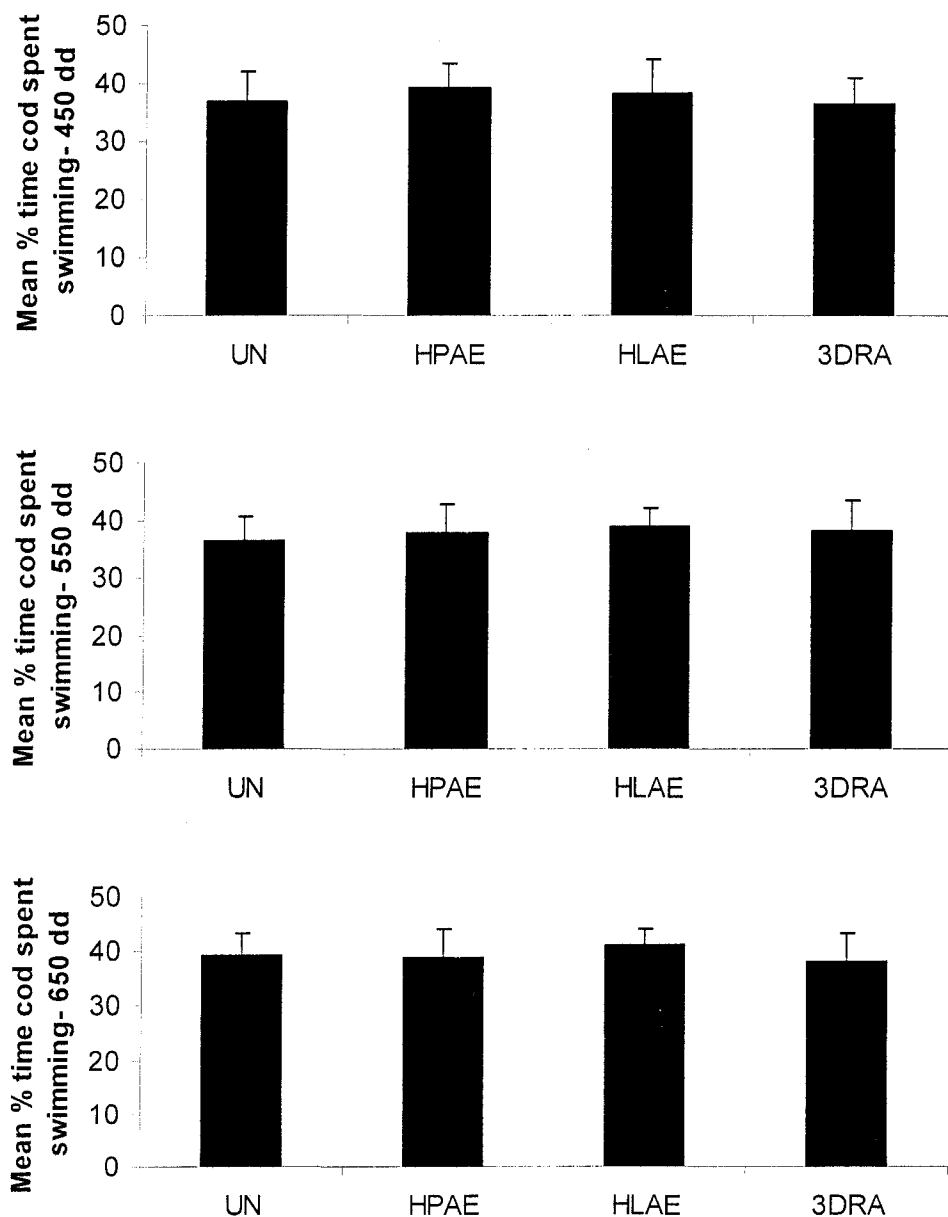 Mean % time cod spent
swimming- 450 dd
50
40
30
20
10
0
UN HPAE HLAE 3DRA
Mean % time cod spent
swimming- 550 dd
50
40
30
20
10
0
UN HPAE HLAE 3DRA
Mean % time cod spent
swimming- 650 dd
50
40
30
20
10
0
UN HPAE HLAE 3DRA